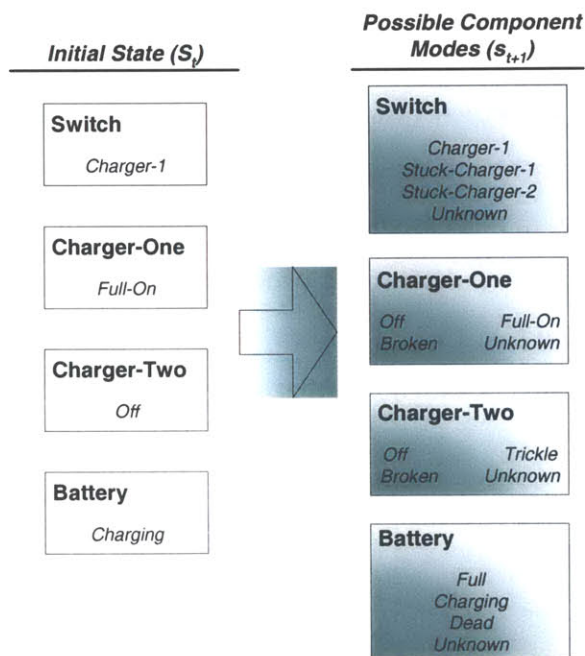 Initial State (St)
Switch
Charger-1
Charger-One
Full-On
Charger-Two
Off
Battery
Charging
Possible Component
Modes (st+1)
Switch
Charger-1
Stuck-Charger-1
Stuck-Charger-2
Unknown
Charger-One
Off Full-On
Broken Unknown
Charger-Two
Off Trickle
Broken Unknown
Battery
Full
Charging
Dead
Unknown